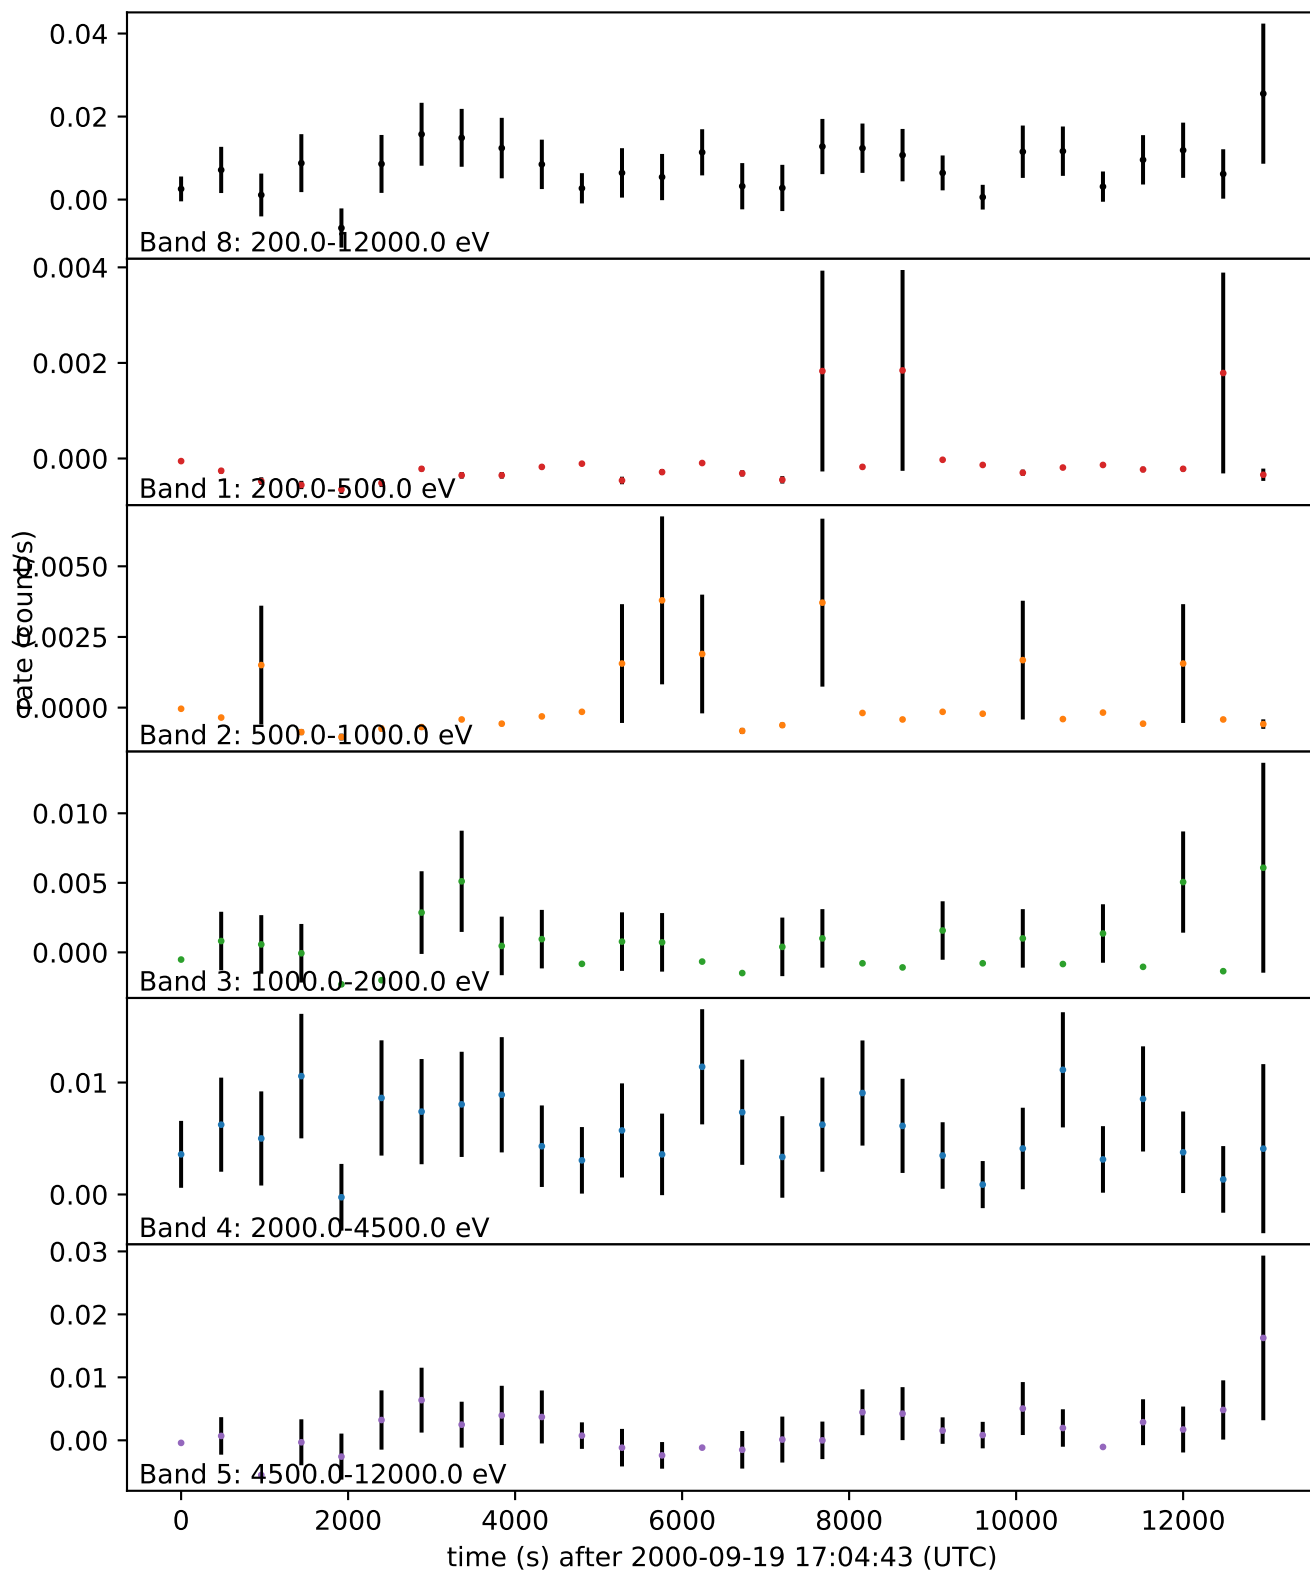 0.04
0.02
0.00
Band 8: 200.0-12000.0 eV
0.004
0.002
0.000
Band 1: 200.0-500.0 eV
rate (count/s)
0.0050
0.0025
0.0000
Band 2: 500.0-1000.0 eV
0.010
0.005
0.000
Band 3: 1000.0-2000.0 eV
0.01
0.00
Band 4: 2000.0-4500.0 eV
0.03
0.02
0.01
0.00
Band 5: 4500.0-12000.0 eV
0 2000 4000 6000 8000 10000 12000
time (s) after 2000-09-19 17:04:43 (UTC)